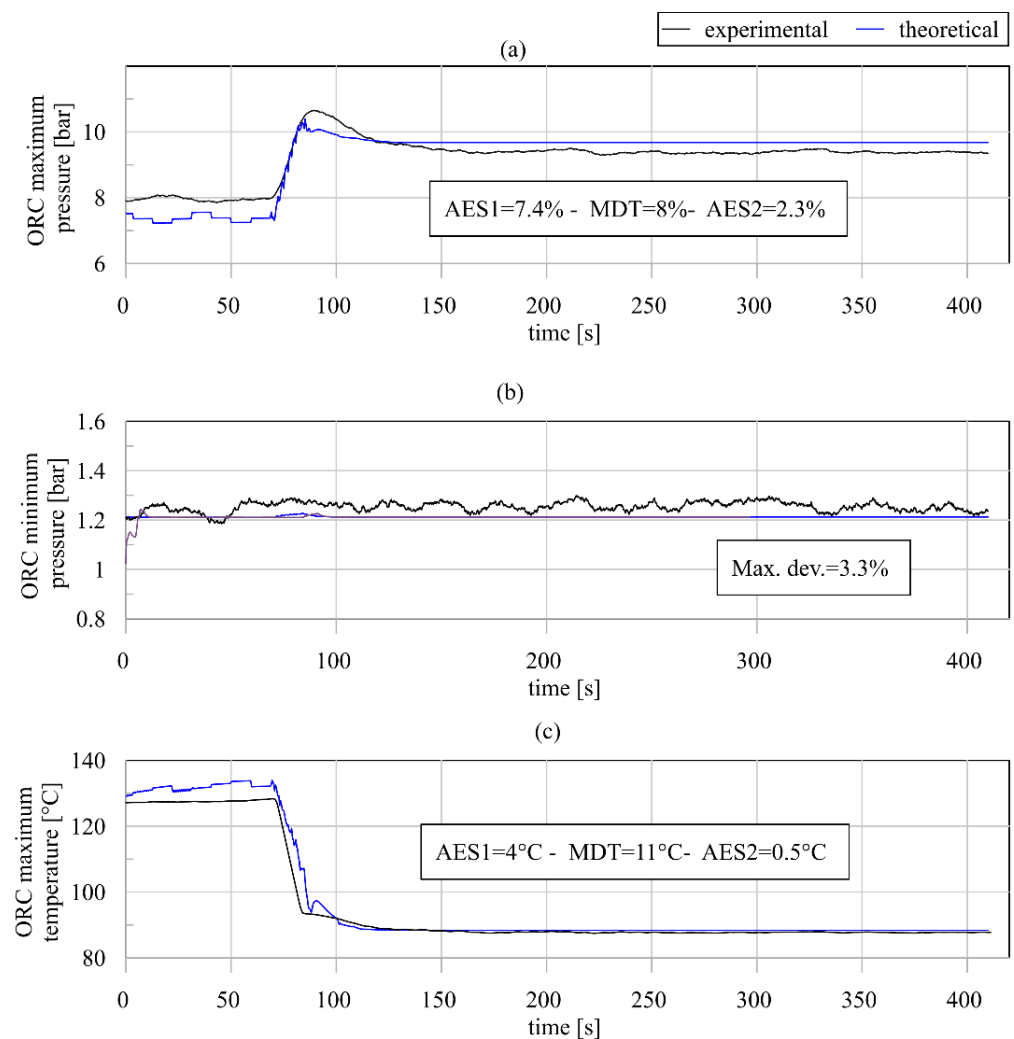 experimental theoretical
(a)
ORC maximum
pressure [bar]
10
8
6
AES1=7.4% - MDT=8%- AES2=2.3%
0 50 100 150 200 250 300 350 400
time [s]
(b)
ORC minimum
pressure [bar]
1.6
1.4
1.2
1
0.8
Max. dev.=3.3%
0 100 200 300 400
time [s]
(c)
ORC maximum
temperature [°C]
140
120
100
80
AES1=4°C - MDT=11°C- AES2=0.5°C
0 50 100 150 200 250 300 350 400
time [s]